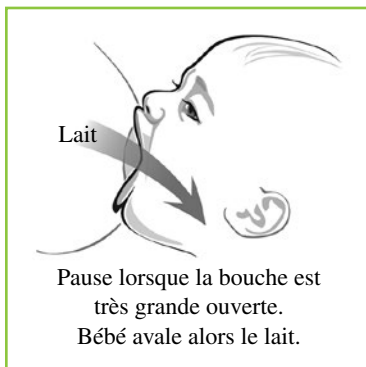 Lait
Pause lorsque la bouche est
très grande ouverte.
Bébé avale alors le lait.